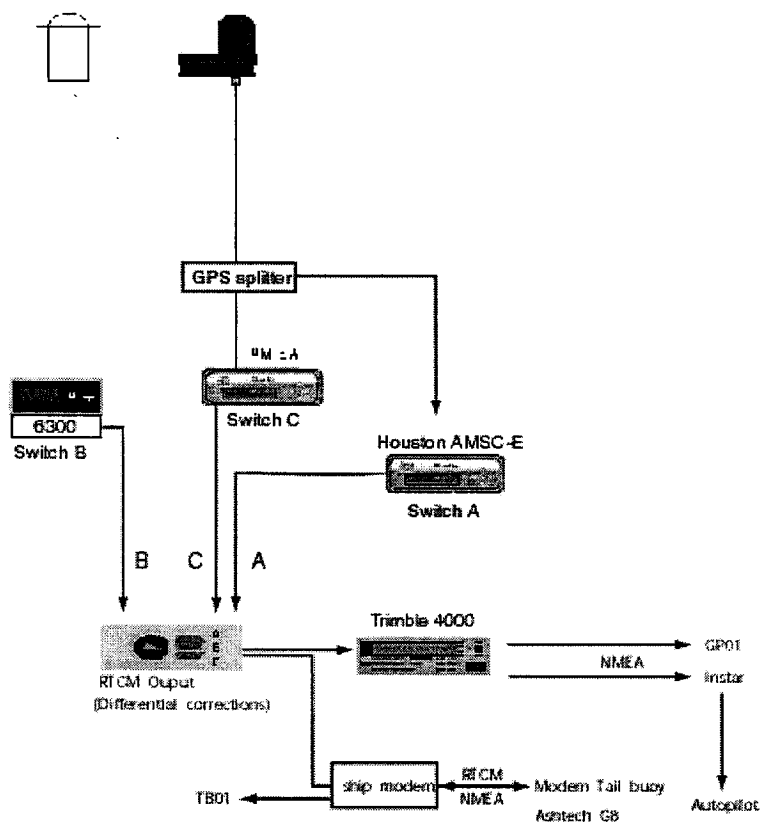 GPS splitter
Switch C
6300
Switch B
Houston AMSC-E
Switch A
B
C
A
Trimble 4000
RTCM Ouput
(Differential corrections)
GP01
NMEA
Instar
ship modem
RTCM
NMEA
Modem Tail buoy
Ashtech G8
TB01
Autopilot